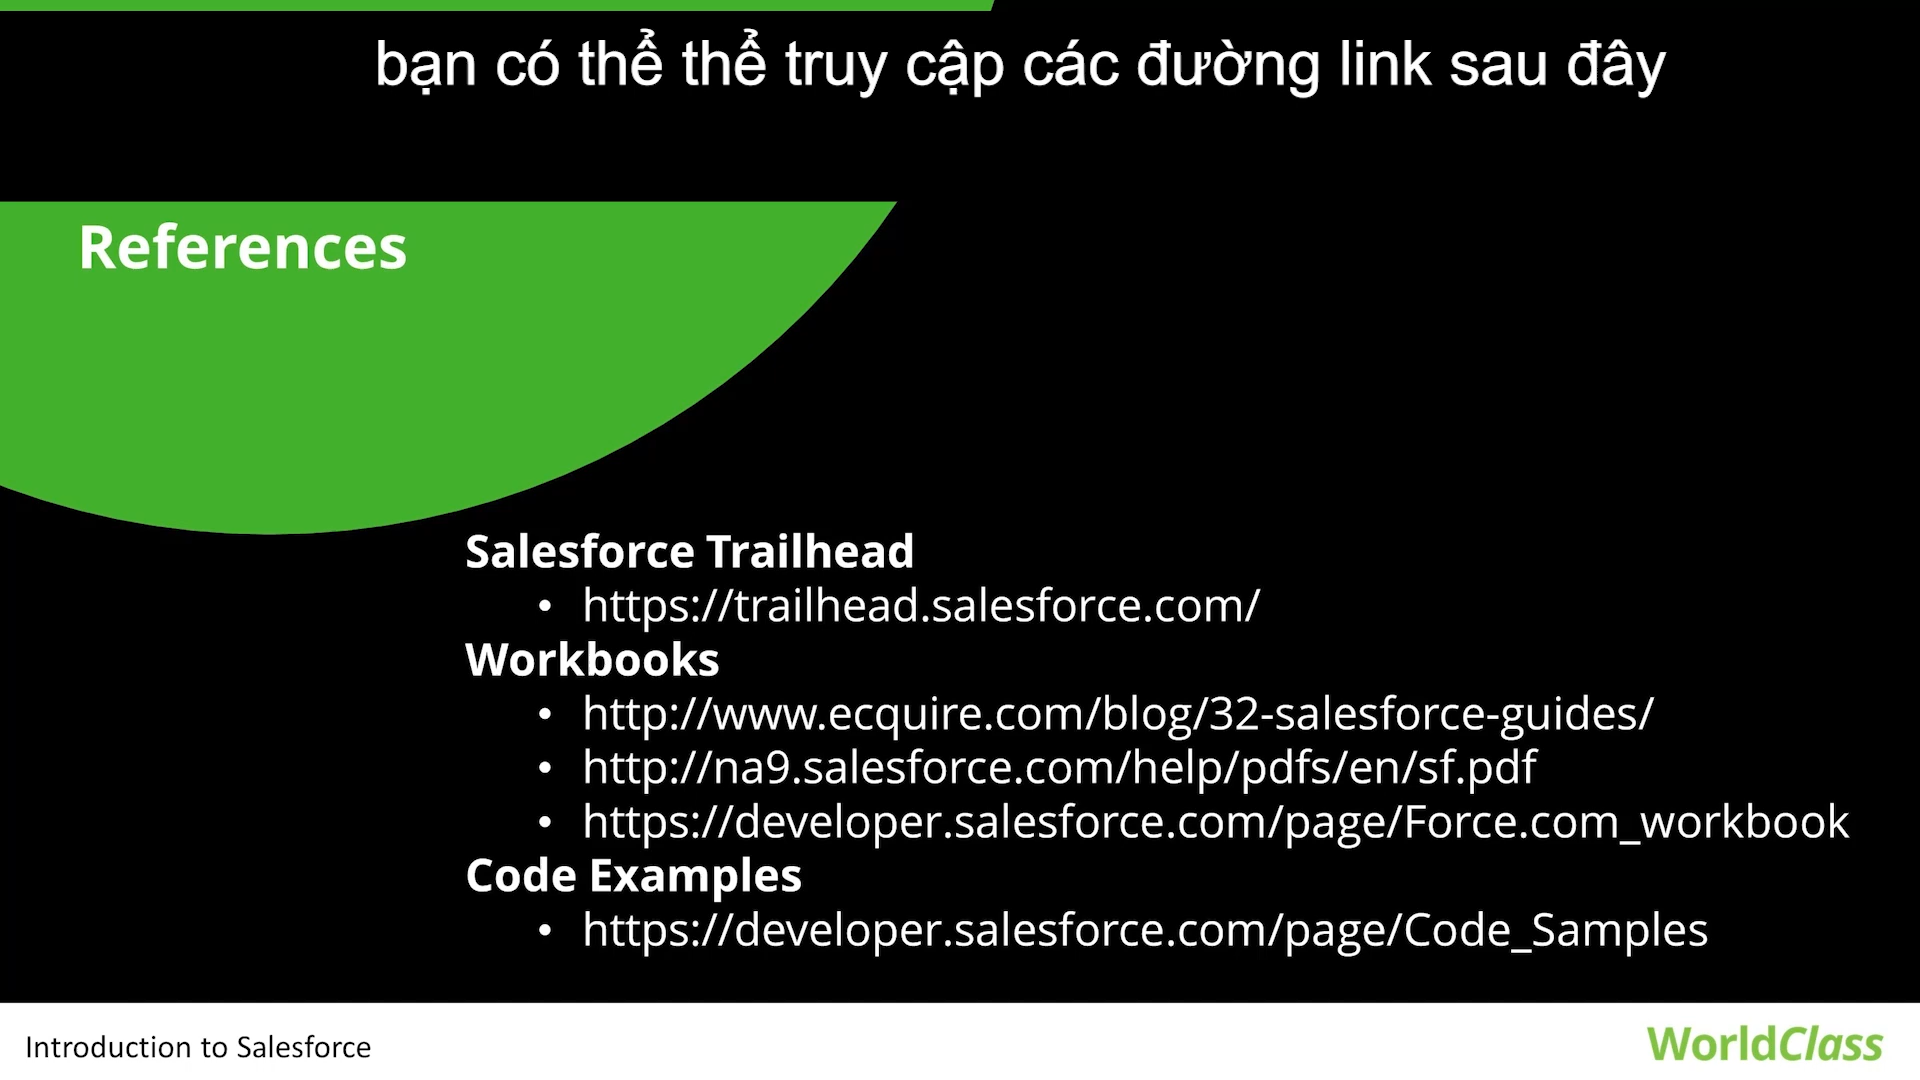 bạn có thể thể truy cập các đường link sau đây
References
Salesforce Trailhead
• https://trailhead.salesforce.com/
Workbooks
• http://www.ecquire.com/blog/32-salesforce-guides/
• http://na9.salesforce.com/help/pdfs/en/sf.pdf
• https://developer.salesforce.com/page/Force.com_workbook
Code Examples
• https://developer.salesforce.com/page/Code_Samples
Introduction to Salesforce
WorldClass